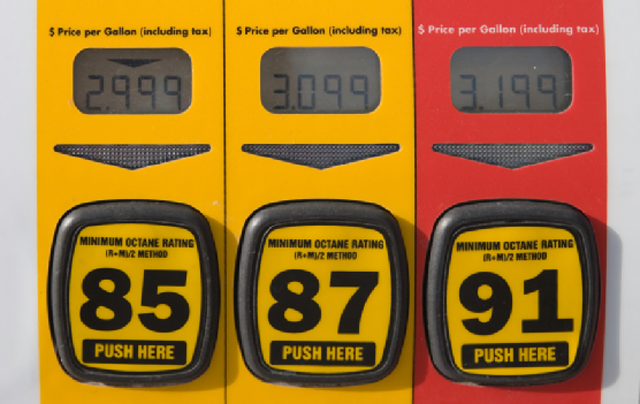 $ Price per Gallon (including tax)
2.999
MINIMUM OCTANE RATING
(R+M)/2 METHOD
85
PUSH HERE
$ Price per Gallon (including tax)
3.099
MINIMUM OCTANE RATING
(R+M)/2 METHOD
87
PUSH HERE
$ Price per Gallon (including tax)
3.199
MINIMUM OCTANE RATING
(R+M)/2 METHOD
91
PUSH HERE